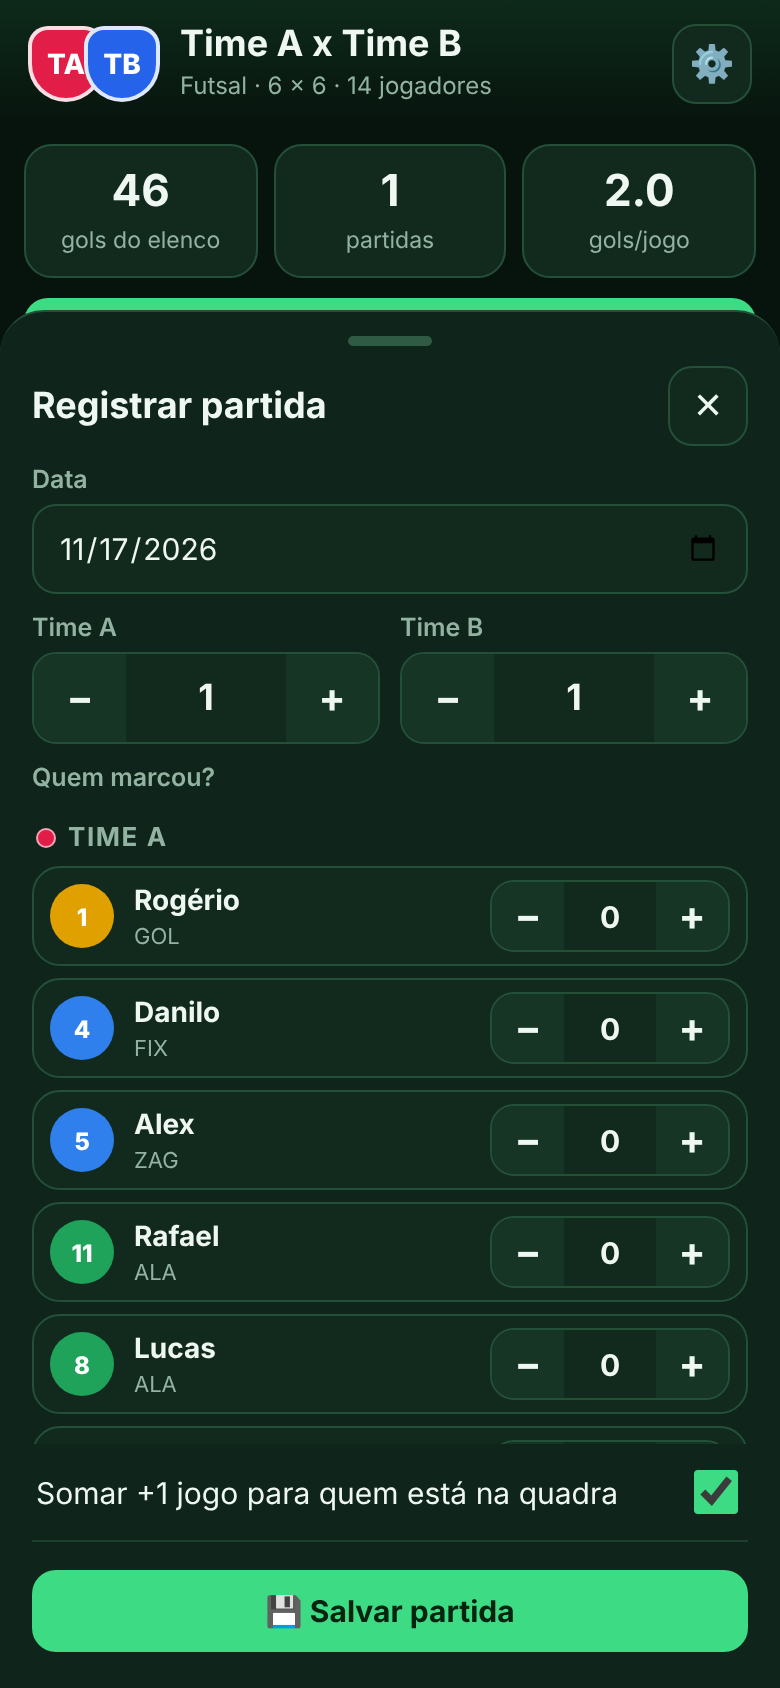 TA TB
Time A x Time B
Futsal · 6 × 6 · 14 jogadores
46
gols do elenco
1
partidas
2.0
gols/jogo
Registrar partida
Data
11/17/2026
Time A
− 1 +
Time B
− 1 +
Quem marcou?
TIME A
1
Rogério
GOL
− 0 +
4
Danilo
FIX
− 0 +
5
Alex
ZAG
− 0 +
11
Rafael
ALA
− 0 +
8
Lucas
ALA
− 0 +
Somar +1 jogo para quem está na quadra
Salvar partida